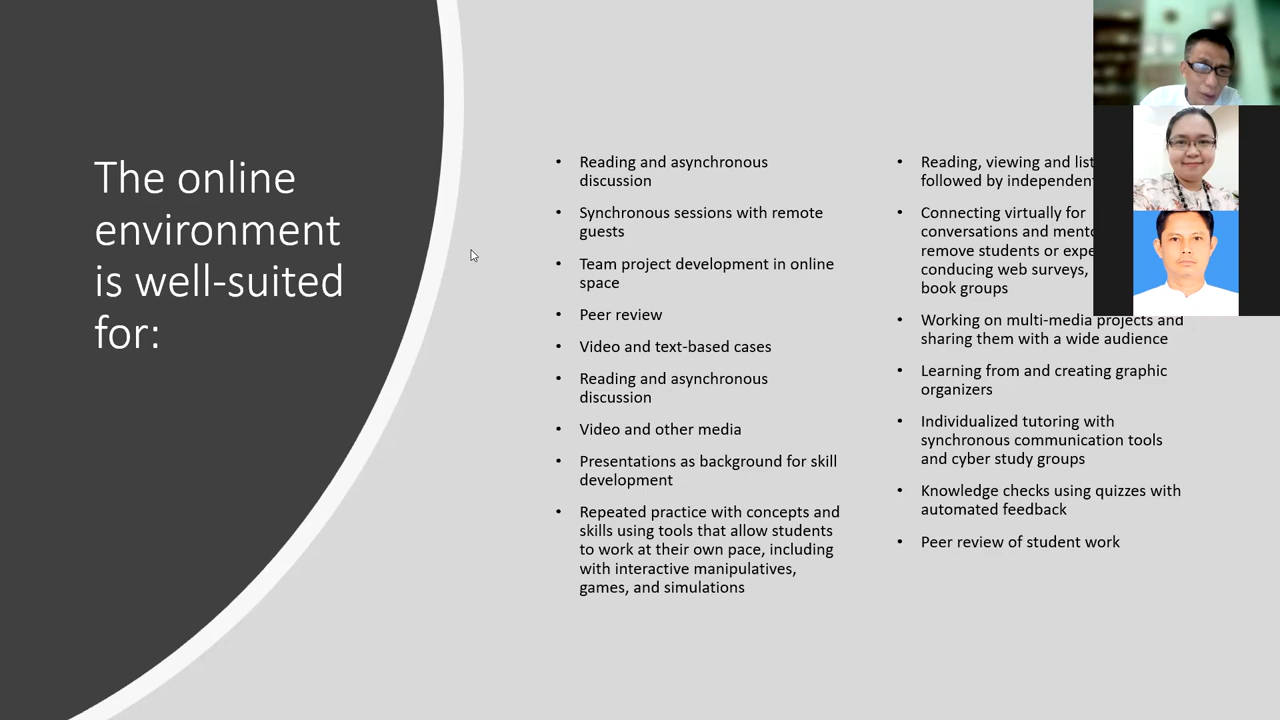 The online
environment
is well-suited
for:
• Reading and asynchronous
discussion
• Synchronous sessions with remote
guests
• Team project development in online
space
• Peer review
• Video and text-based cases
• Reading and asynchronous
discussion
• Video and other media
• Presentations as background for skill
development
• Repeated practice with concepts and
skills using tools that allow students
to work at their own pace, including
with interactive manipulatives,
games, and simulations
• Reading, viewing and
followed by
• Connecting virtually for
conversations and
remove students or
conducing web surveys,
book groups
• Working on multi-media projects and
sharing them with a wide audience
• Learning from and creating graphic
organizers
• Individualized tutoring with
synchronous communication tools
and cyber study groups
• Knowledge checks using quizzes with
automated feedback
• Peer review of student work